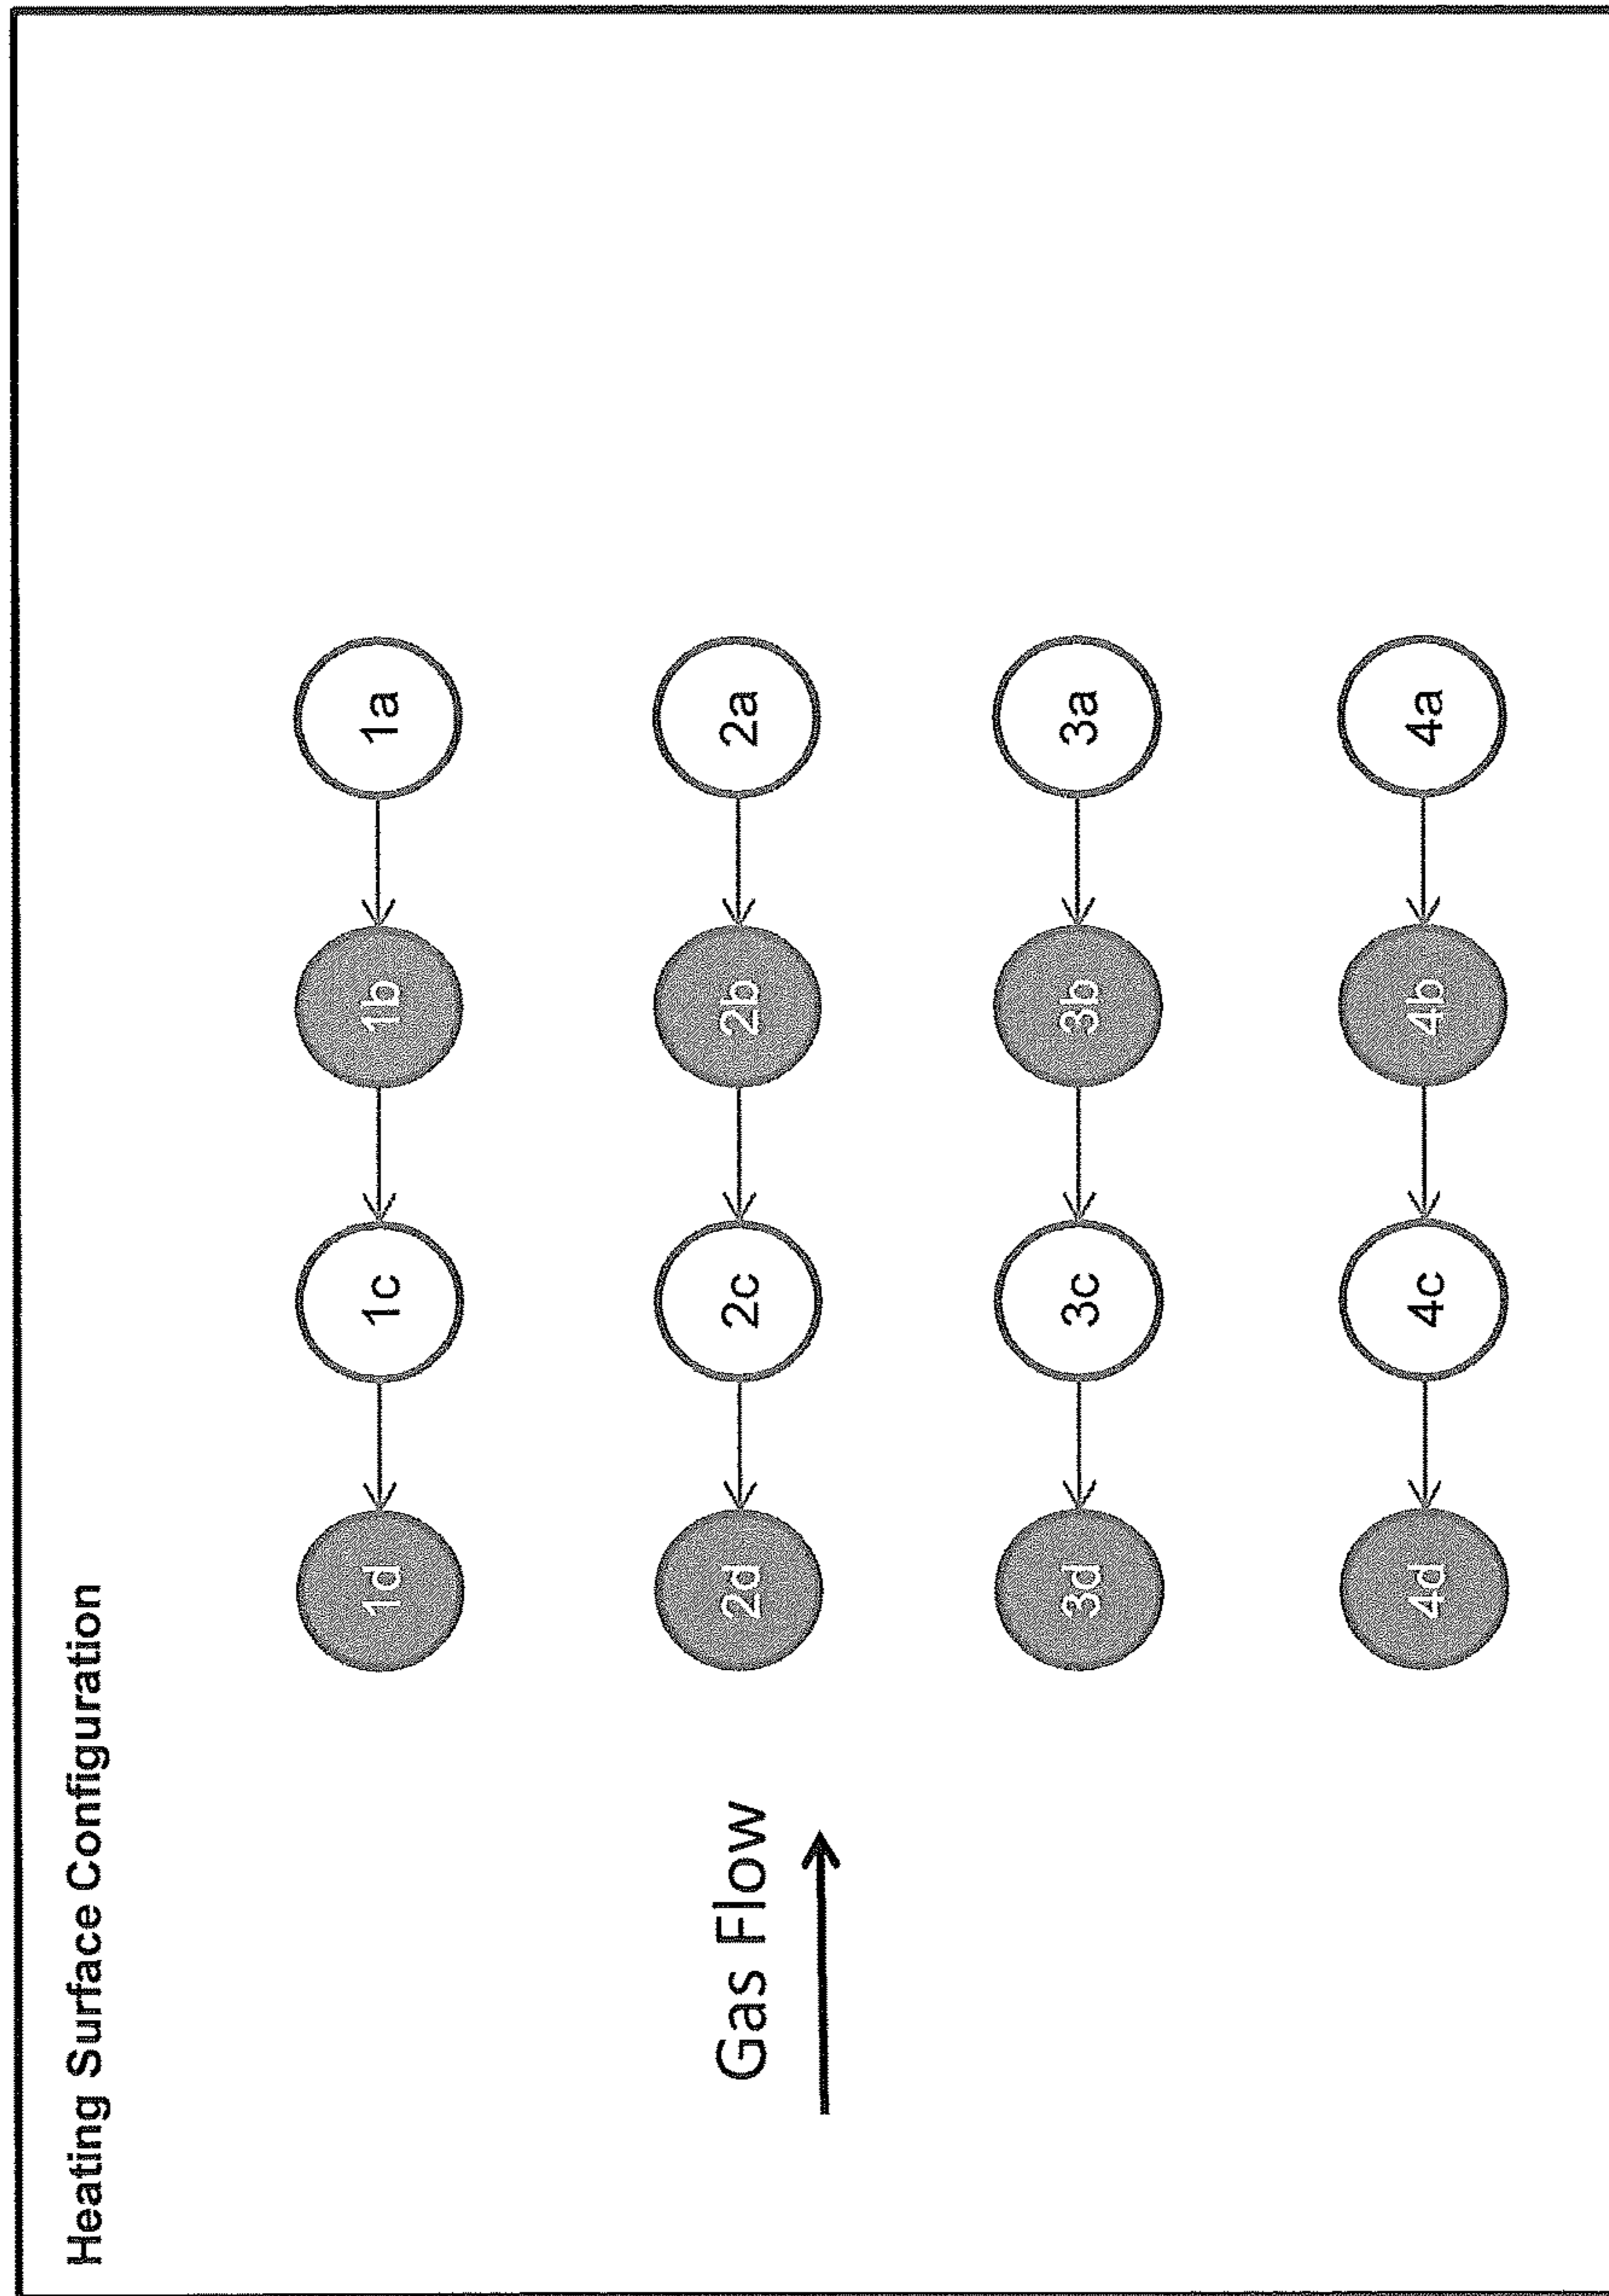 Heating Surface Configuration
1d 1c 1b 1a
Gas Flow
2d 2c 2b 2a
3d 3c 3b 3a
4d 4c 4b 4a